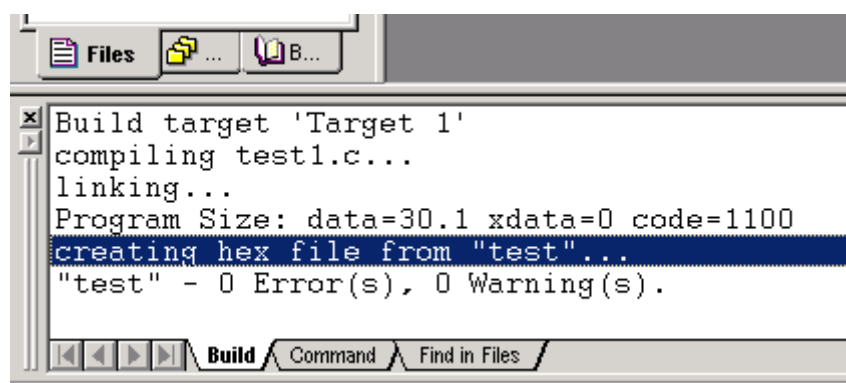 Files ... B...
Build target 'Target 1'
compiling test1.c...
linking...
Program Size: data=30.1 xdata=0 code=1100
creating hex file from "test"...
"test" - 0 Error(s), 0 Warning(s).
Build Command Find in Files